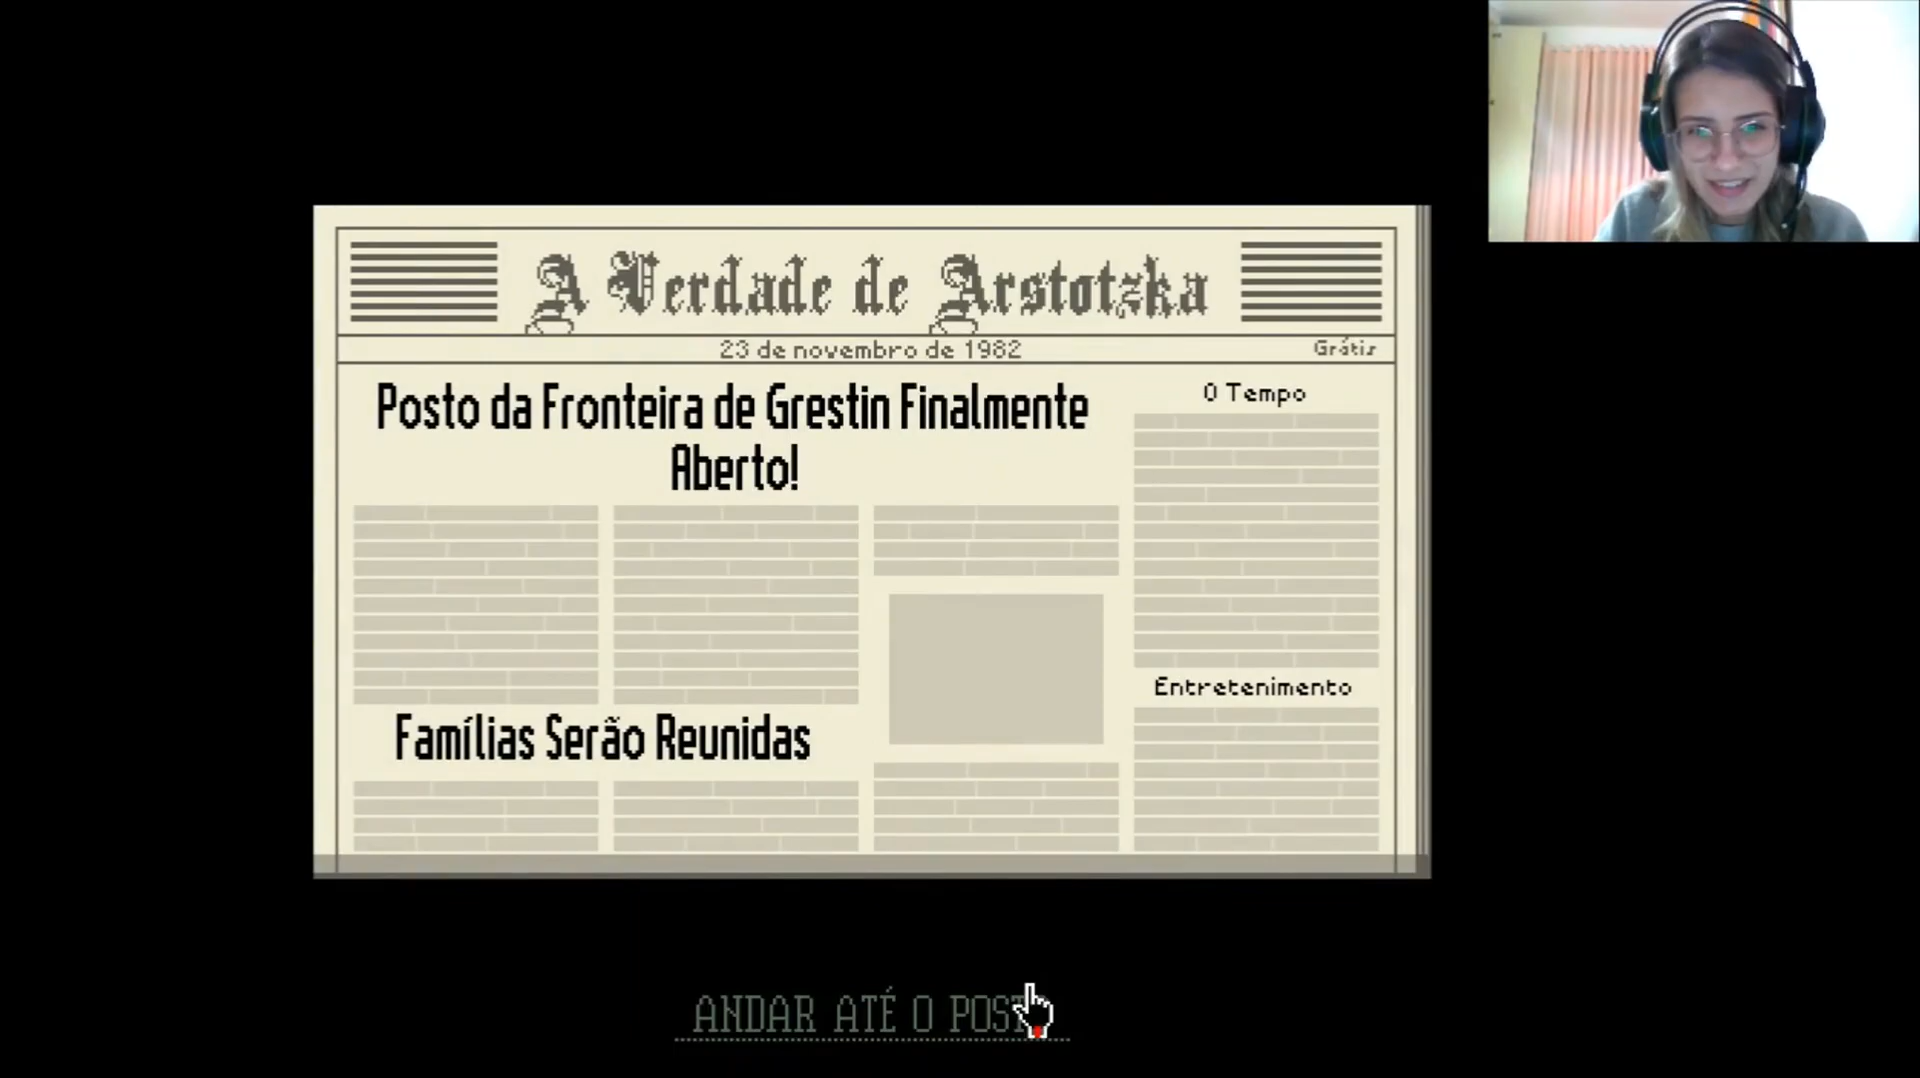 A Verdade de Arstotzka
23 de novembro de 1982
Grátis
Posto da Fronteira de Grestin Finalmente
Aberto!
Famílias Serão Reunidas
O Tempo
Entretenimento
ANDAR ATÉ O POSTO